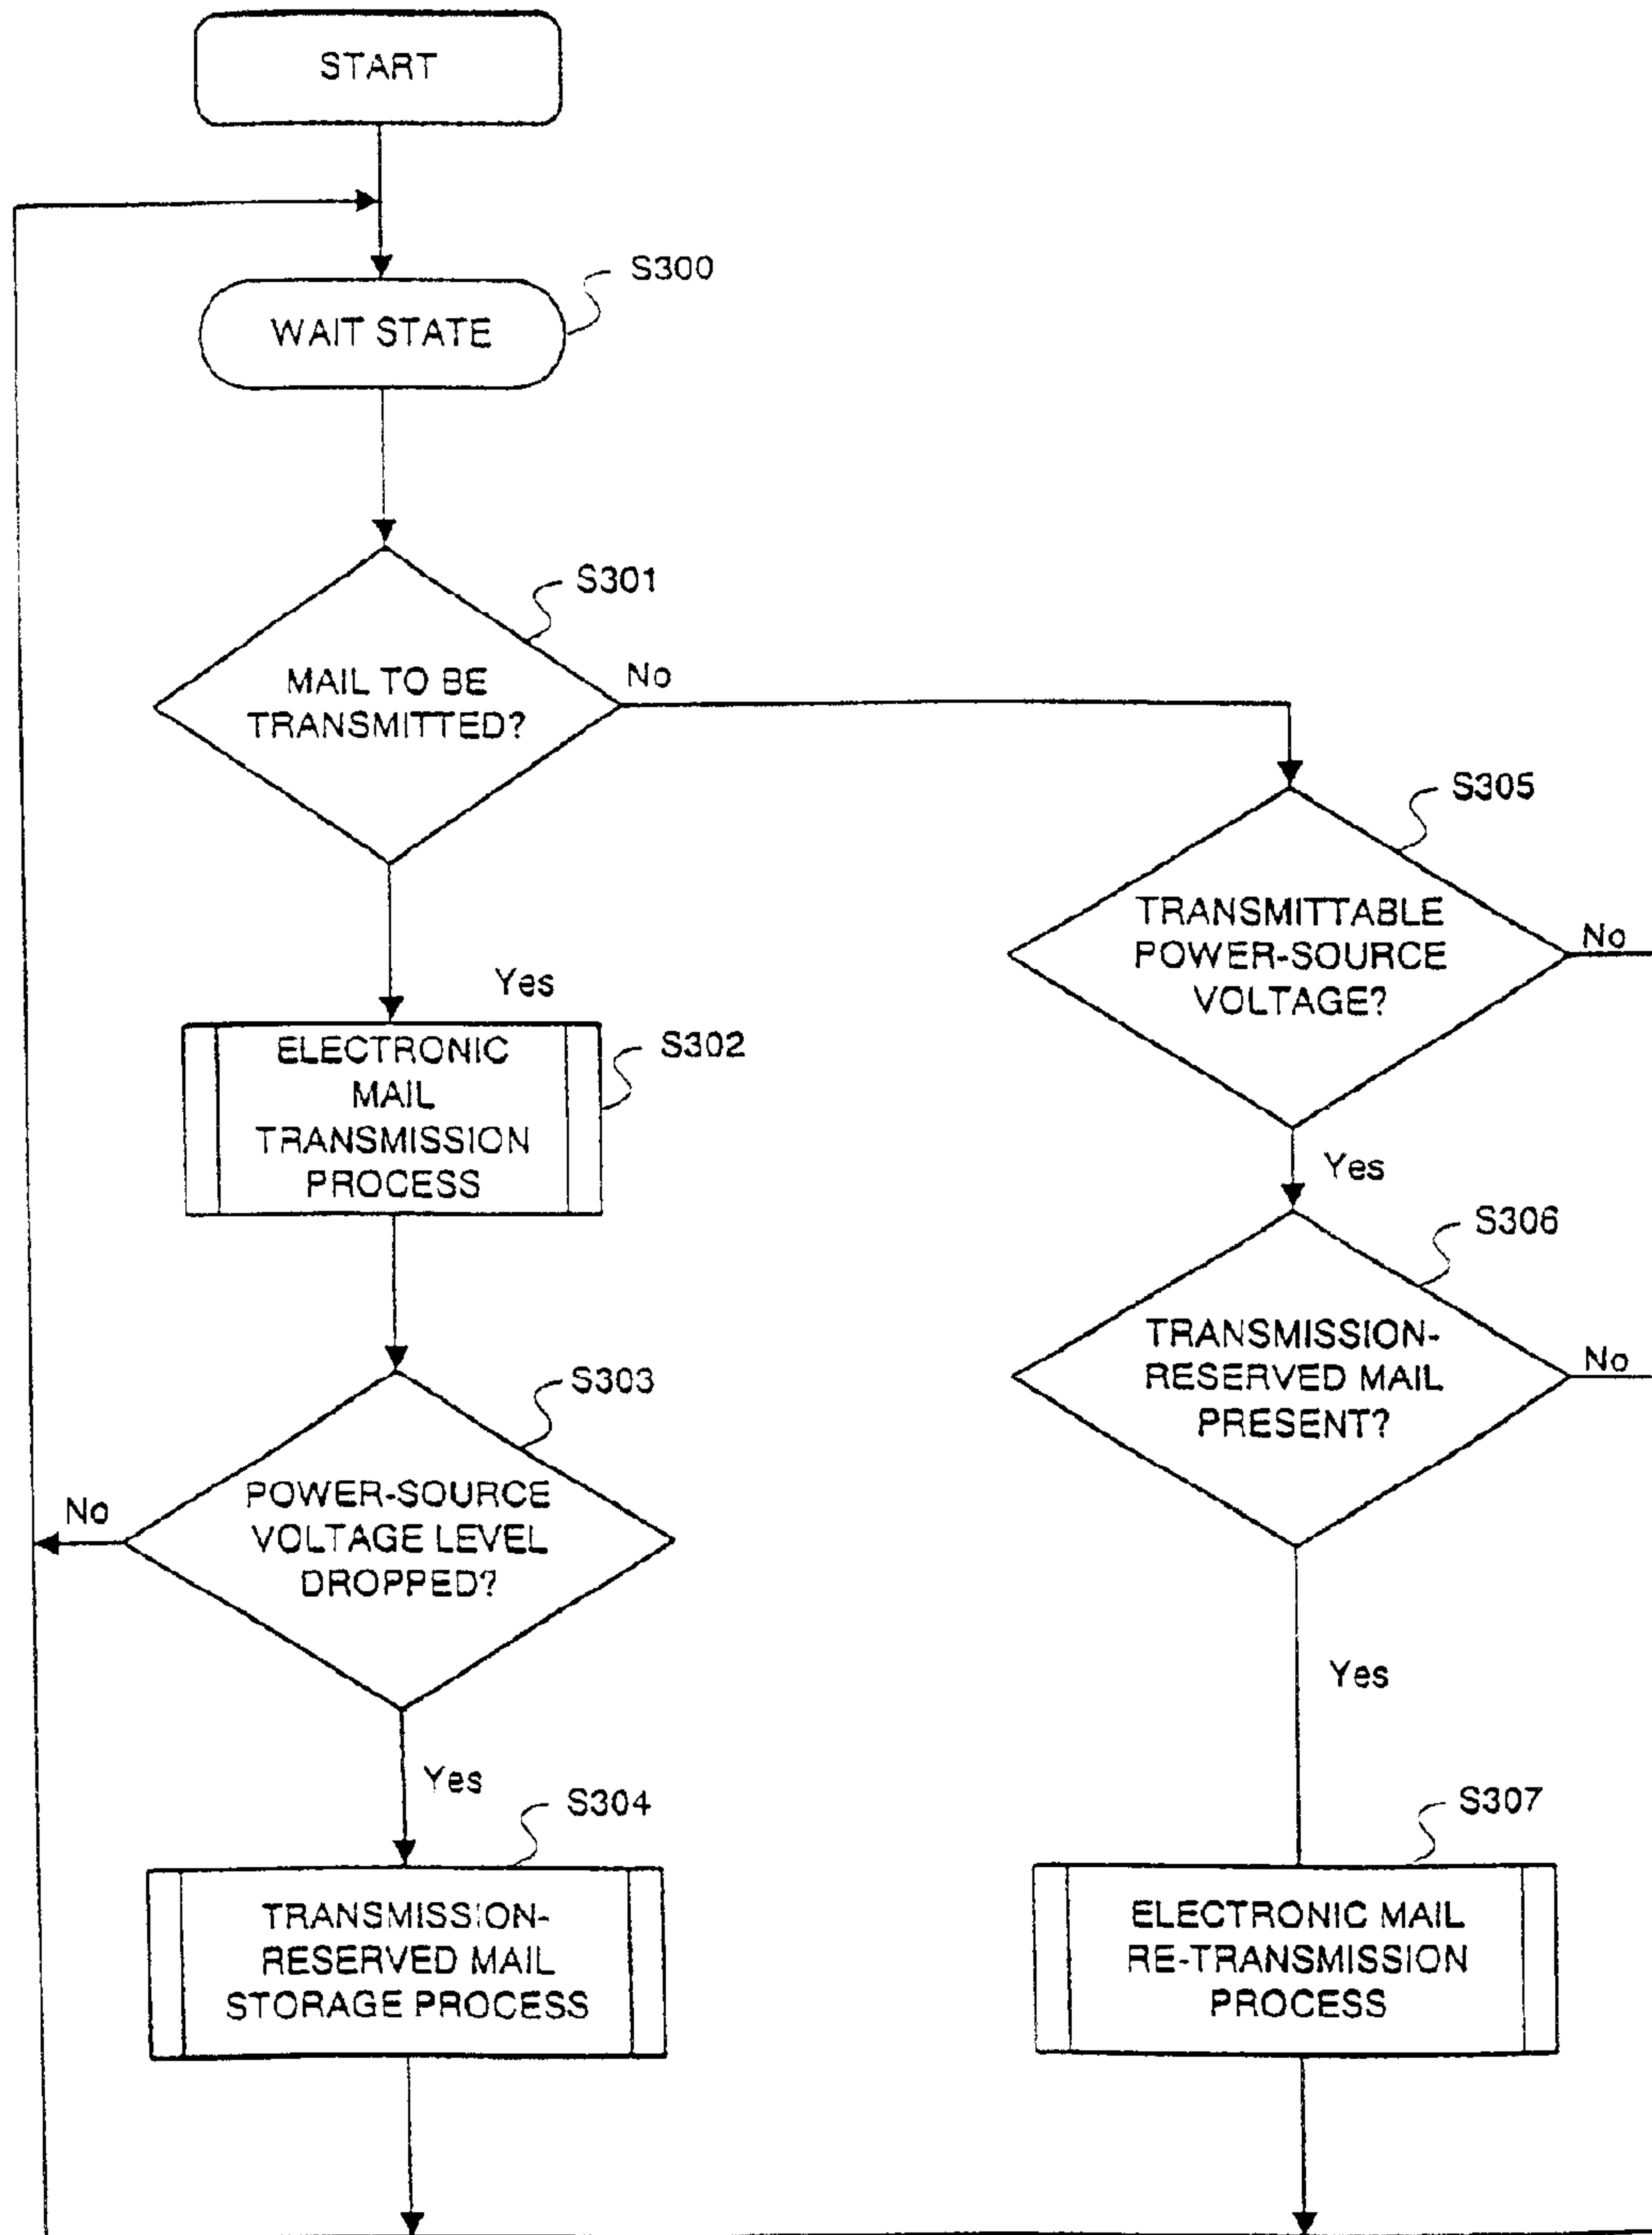 START
S300
WAIT STATE
S301
MAIL TO BE
TRANSMITTED?
No
Yes
S302
ELECTRONIC
MAIL
TRANSMISSION
PROCESS
S303
POWER-SOURCE
VOLTAGE LEVEL
DROPPED?
No
Yes
S304
TRANSMISSION-
RESERVED MAIL
STORAGE PROCESS
S305
TRANSMITTABLE
POWER-SOURCE
VOLTAGE?
No
Yes
S306
TRANSMISSION-
RESERVED MAIL
PRESENT?
No
Yes
S307
ELECTRONIC MAIL
RE-TRANSMISSION
PROCESS